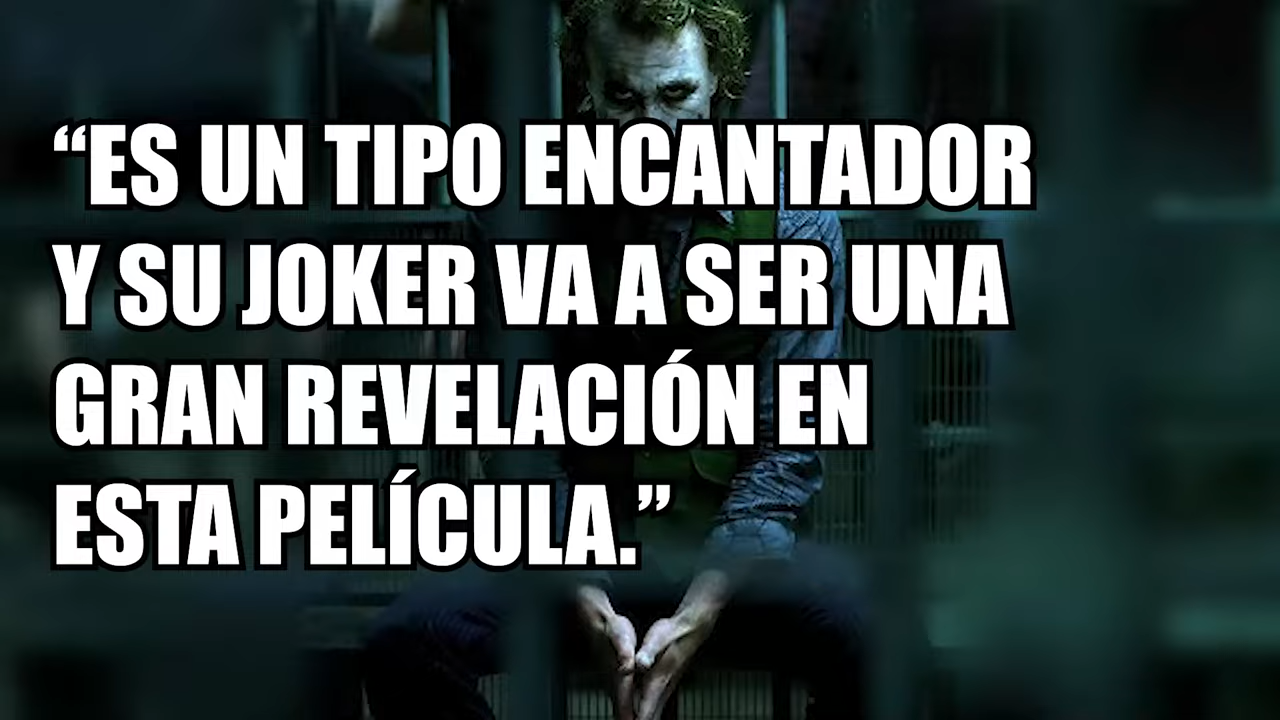 “ES UN TIPO ENCANTADOR
Y SU JOKER VA A SER UNA
GRAN REVELACIÓN EN
ESTA PELÍCULA.”